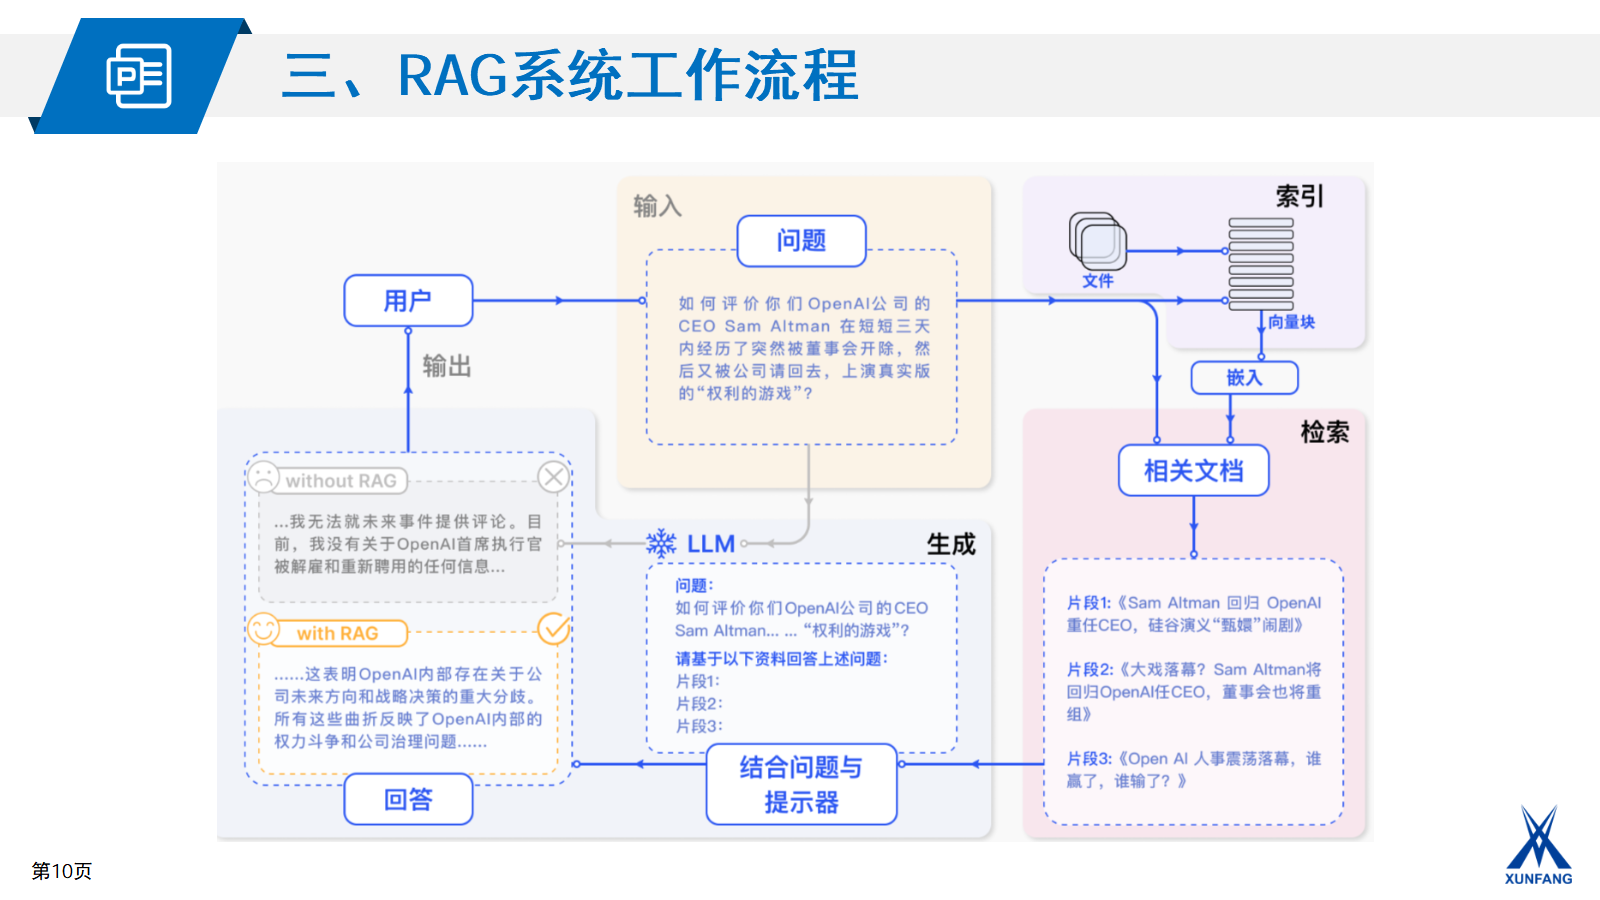 三、RAG系统工作流程
输入
问题
如何评价你们OpenAI公司的
CEO Sam Altman 在短短三天
内经历了突然被董事会开除，然
后又被公司请回去，上演真实版
的“权利的游戏”？
索引
文件
向量块
嵌入
用户
输出
检索
相关文档
片段1:《Sam Altman 回归 OpenAI
重任CEO，硅谷演义“甄嬛”闹剧》
片段2:《大戏落幕？Sam Altman将
回归OpenAI任CEO，董事会也将重
组》
片段3:《Open AI 人事震荡落幕，谁
赢了，谁输了？》
生成
LLM
问题：
如何评价你们OpenAI公司的CEO
Sam Altman... ... “权利的游戏”？
请基于以下资料回答上述问题：
片段1：
片段2：
片段3：
结合问题与
提示器
without RAG
...我无法就未来事件提供评论。目
前，我没有关于OpenAI首席执行官
被解雇和重新聘用的任何信息...
with RAG
......这表明OpenAI内部存在关于公
司未来方向和战略决策的重大分歧。
所有这些曲折反映了OpenAI内部的
权力斗争和公司治理问题......
回答
第10页
XUNFANG